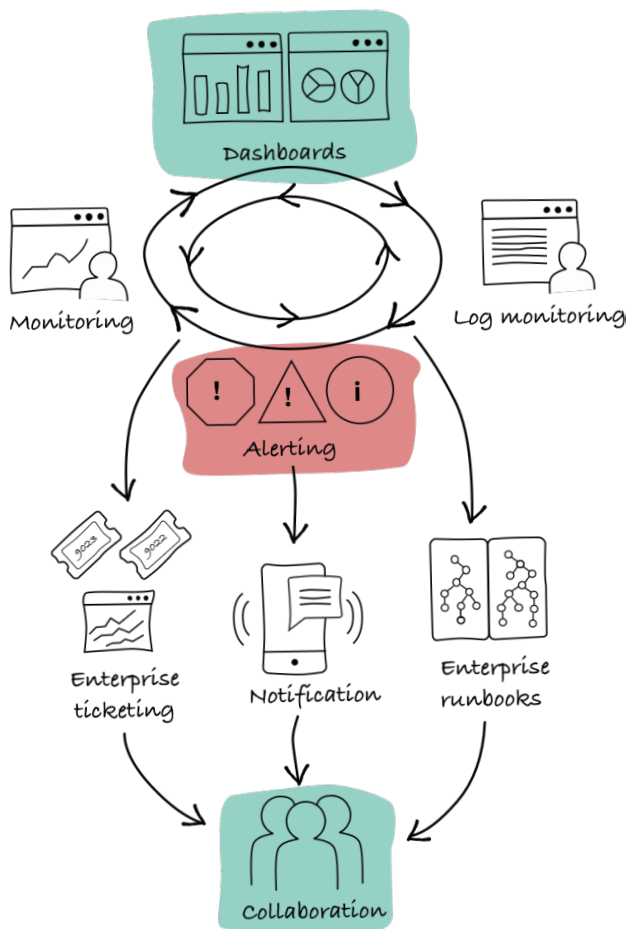 Dashboards
Monitoring
Log monitoring
!
!
i
Alerting
9023
9022
Enterprise
ticketing
Notification
Enterprise
runbooks
Collaboration